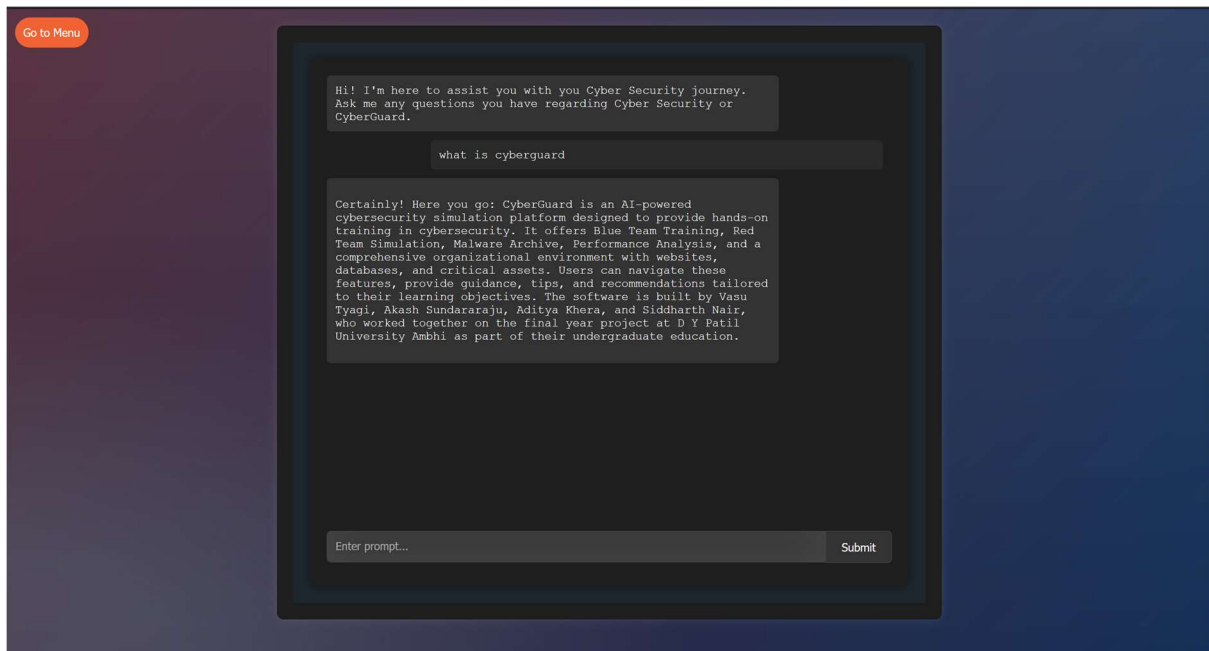 Go to Menu
Hi! I'm here to assist you with you Cyber Security journey.
Ask me any questions you have regarding Cyber Security or
CyberGuard.
what is cyberguard
Certainly! Here you go: CyberGuard is an AI-powered
cybersecurity simulation platform designed to provide hands-on
training in cybersecurity. It offers Blue Team Training, Red
Team Simulation, Malware Archive, Performance Analysis, and a
comprehensive organizational environment with websites,
databases, and critical assets. Users can navigate these
features, provide guidance, tips, and recommendations tailored
to their learning objectives. The software is built by Vasu
Tyagi, Akash Sundararaju, Aditya Khera, and Siddharth Nair,
who worked together on the final year project at D Y Patil
University Ambhi as part of their undergraduate education.
Enter prompt...
Submit